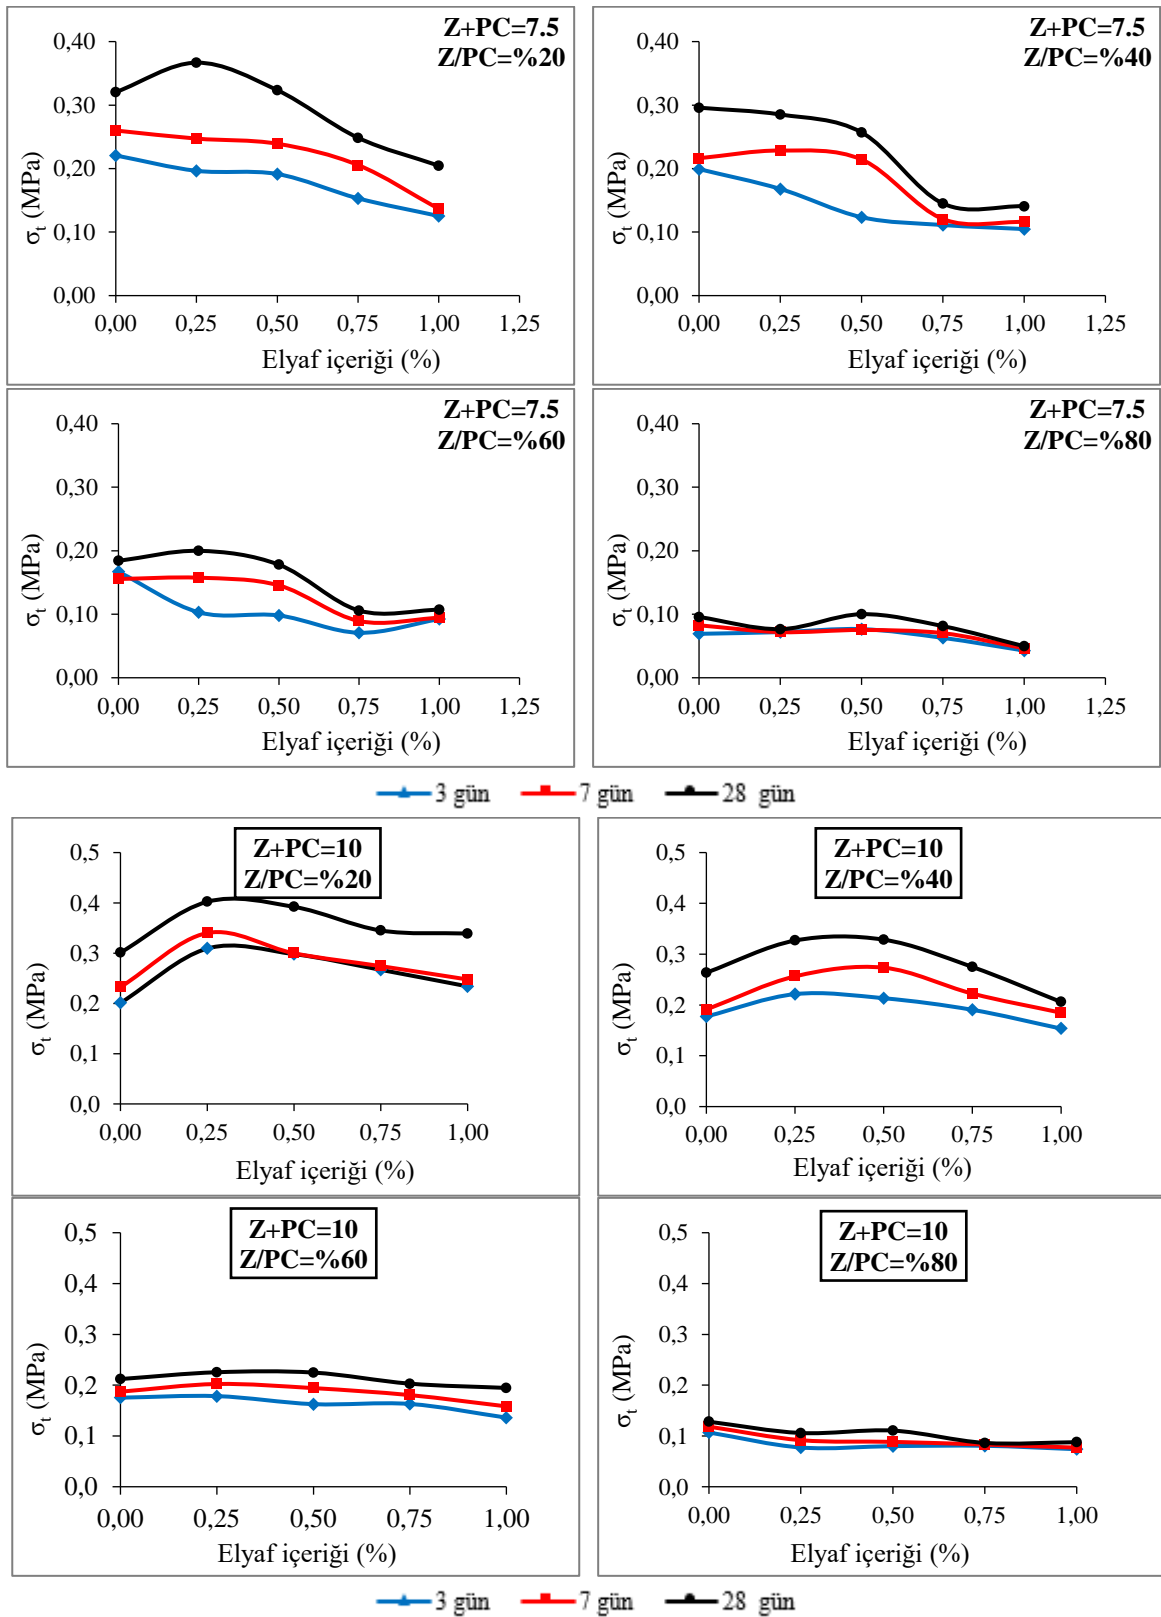 Z+PC=7.5
Z/PC=%20
0,40
0,30
0,20
0,10
0,00
σt (MPa)
0,00 0,25 0,50 0,75 1,00 1,25
Elyaf içeriği (%)
Z+PC=7.5
Z/PC=%40
0,40
0,30
0,20
0,10
0,00
σt (MPa)
0,00 0,25 0,50 0,75 1,00 1,25
Elyaf içeriği (%)
Z+PC=7.5
Z/PC=%60
0,40
0,30
0,20
0,10
0,00
σt (MPa)
0,00 0,25 0,50 0,75 1,00 1,25
Elyaf içeriği (%)
Z+PC=7.5
Z/PC=%80
0,40
0,30
0,20
0,10
0,00
σt (MPa)
0,00 0,25 0,50 0,75 1,00 1,25
Elyaf içeriği (%)
3 gün 7 gün 28 gün
Z+PC=10
Z/PC=%20
0,5
0,4
0,3
0,2
0,1
0,0
σt (MPa)
0,00 0,25 0,50 0,75 1,00
Elyaf içeriği (%)
Z+PC=10
Z/PC=%40
0,5
0,4
0,3
0,2
0,1
0,0
σt (MPa)
0,00 0,25 0,50 0,75 1,00
Elyaf içeriği (%)
Z+PC=10
Z/PC=%60
0,5
0,4
0,3
0,2
0,1
0,0
σt (MPa)
0,00 0,25 0,50 0,75 1,00
Elyaf içeriği (%)
Z+PC=10
Z/PC=%80
0,5
0,4
0,3
0,2
0,1
0,0
σt (MPa)
0,00 0,25 0,50 0,75 1,00
Elyaf içeriği (%)
3 gün 7 gün 28 gün